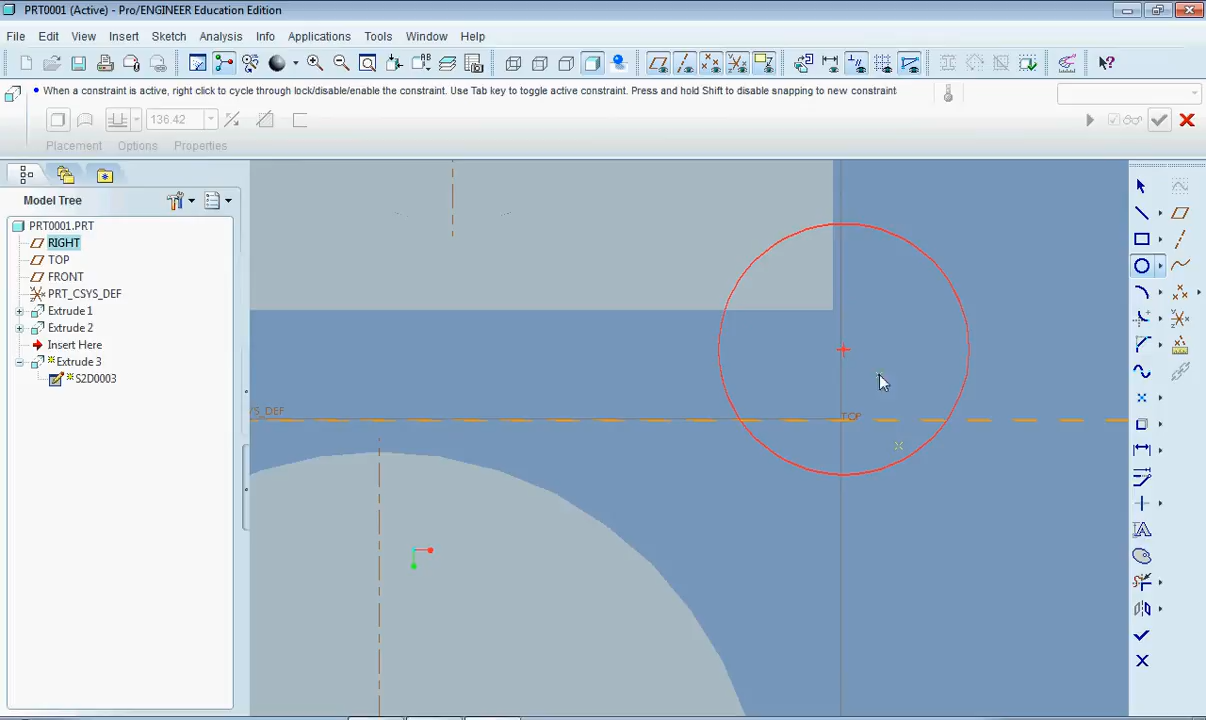 PRT0001 (Active) - Pro/ENGINEER Education Edition
File Edit View Insert Sketch Analysis Info Applications Tools Window Help
When a constraint is active, right click to cycle through lock/disable/enable the constraint. Use Tab key to toggle active constraint. Press and hold Shift to disable snapping to new constraint
136.42
Placement Options Properties
Model Tree
PRT0001.PRT
RIGHT
TOP
FRONT
PRT_CSYS_DEF
Extrude 1
Extrude 2
Insert Here
Extrude 3
S2D0003
YS_DEF
TOP